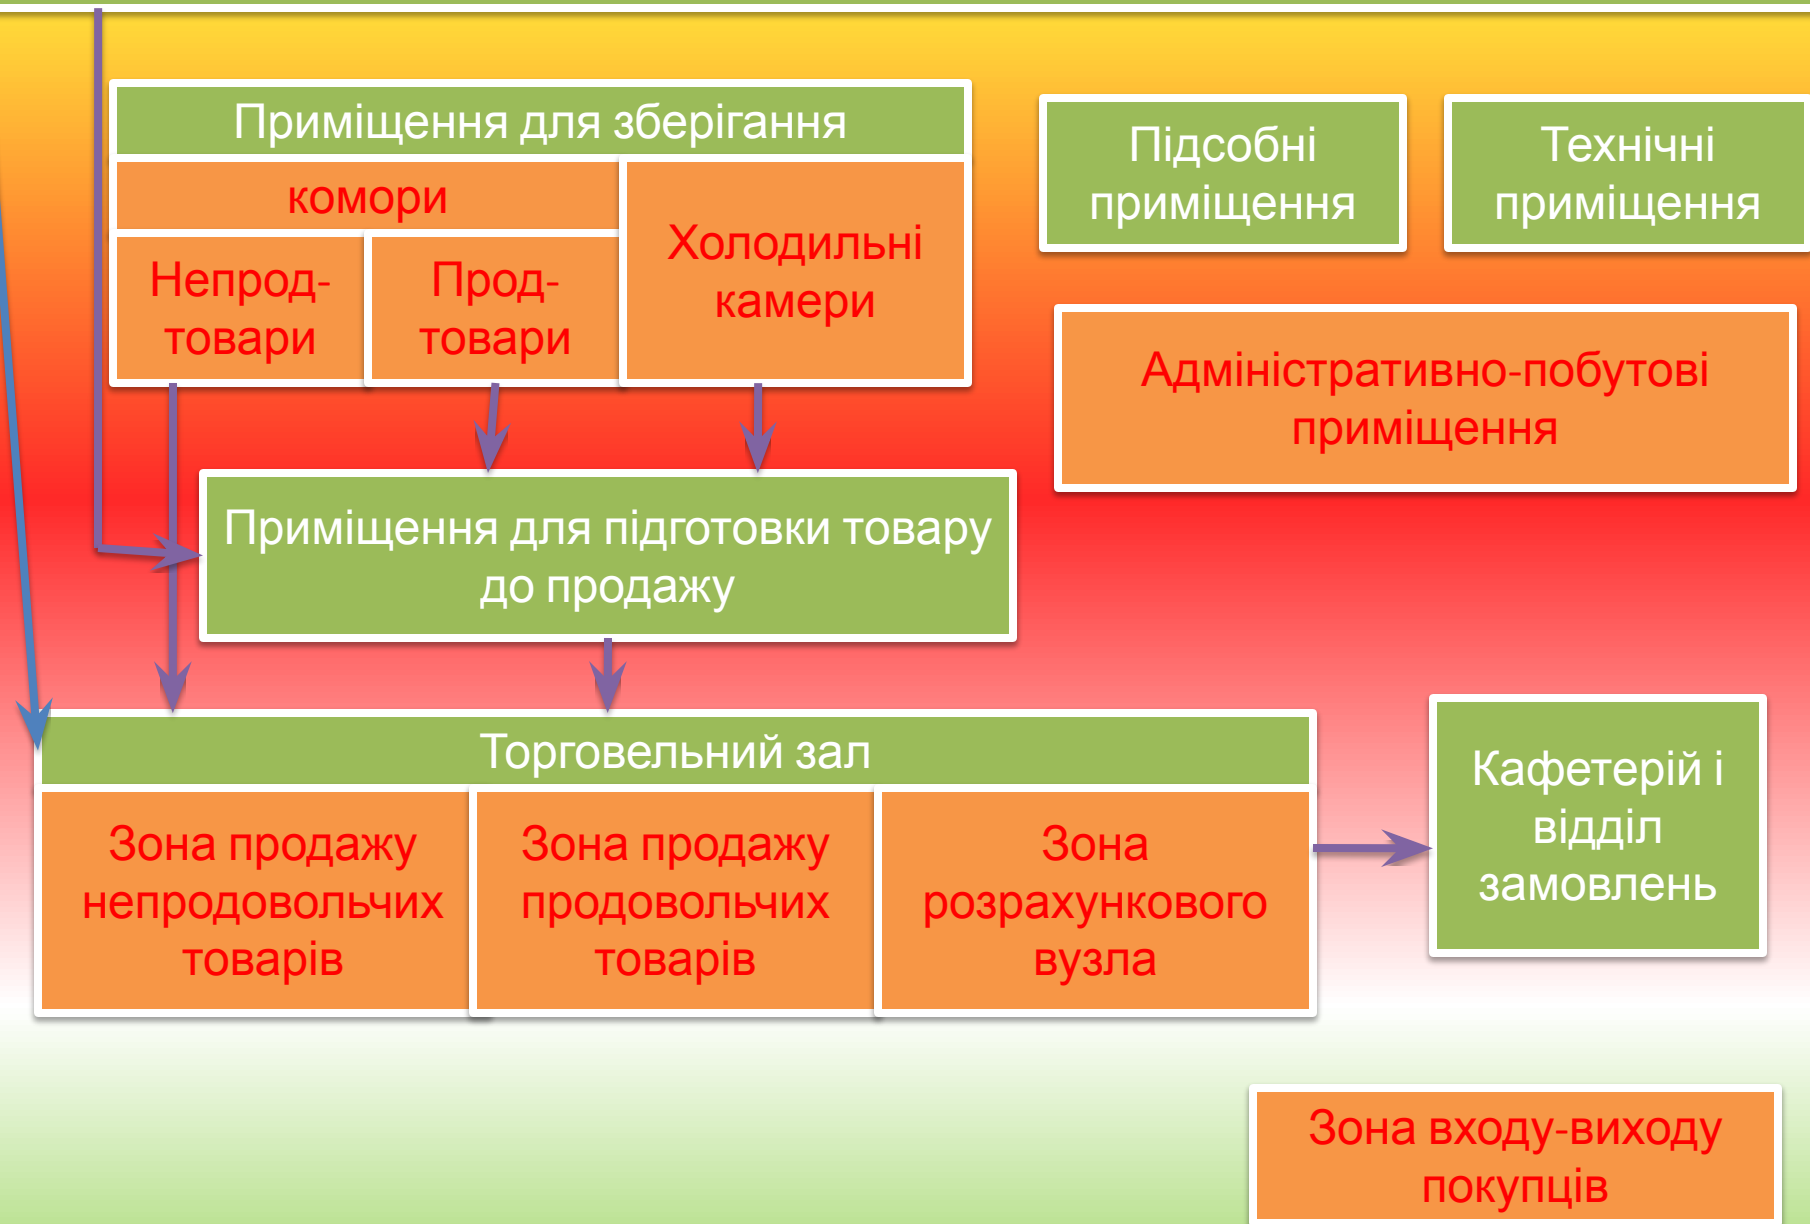 Приміщення для зберігання
комори
Непрод-
товари
Прод-
товари
Холодильні
камери
Підсобні
приміщення
Технічні
приміщення
Адміністративно-побутові
приміщення
Приміщення для підготовки товару
до продажу
Торговельний зал
Зона продажу
непродовольчих
товарів
Зона продажу
продовольчих
товарів
Зона
розрахункового
вузла
Кафетерій і
відділ
замовлень
Зона входу-виходу
покупців